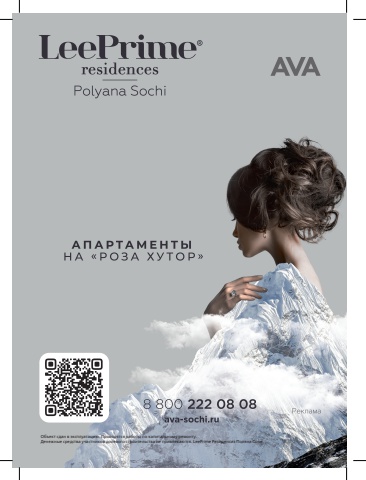 LeePrime®
residences
Polyana Sochi
AVA
АПАРТАМЕНТЫ
НА «РОЗА ХУТОР»
8 800 222 08 08
ava-sochi.ru
Реклама